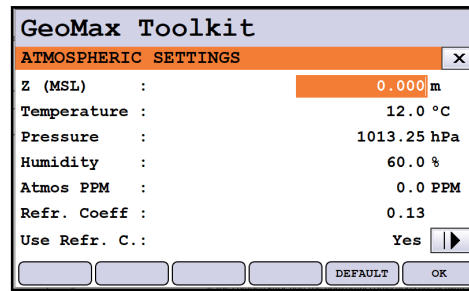 GeoMax Toolkit
ATMOSPHERIC SETTINGS X
Z (MSL) : 0.000 m
Temperature : 12.0 °C
Pressure : 1013.25 hPa
Humidity : 60.0 %
Atmos PPM : 0.0 PPM
Refr. Coeff : 0.13
Use Refr. C.: Yes
DEFAULT OK